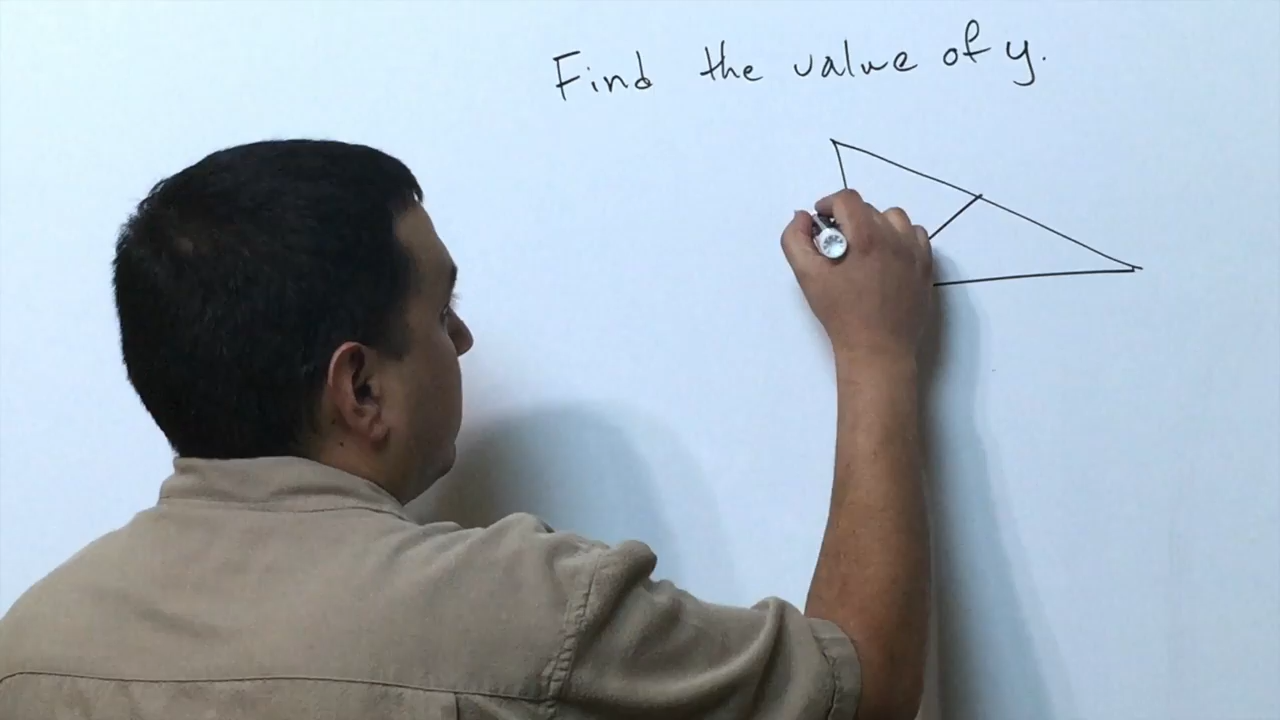 Find the value of y.